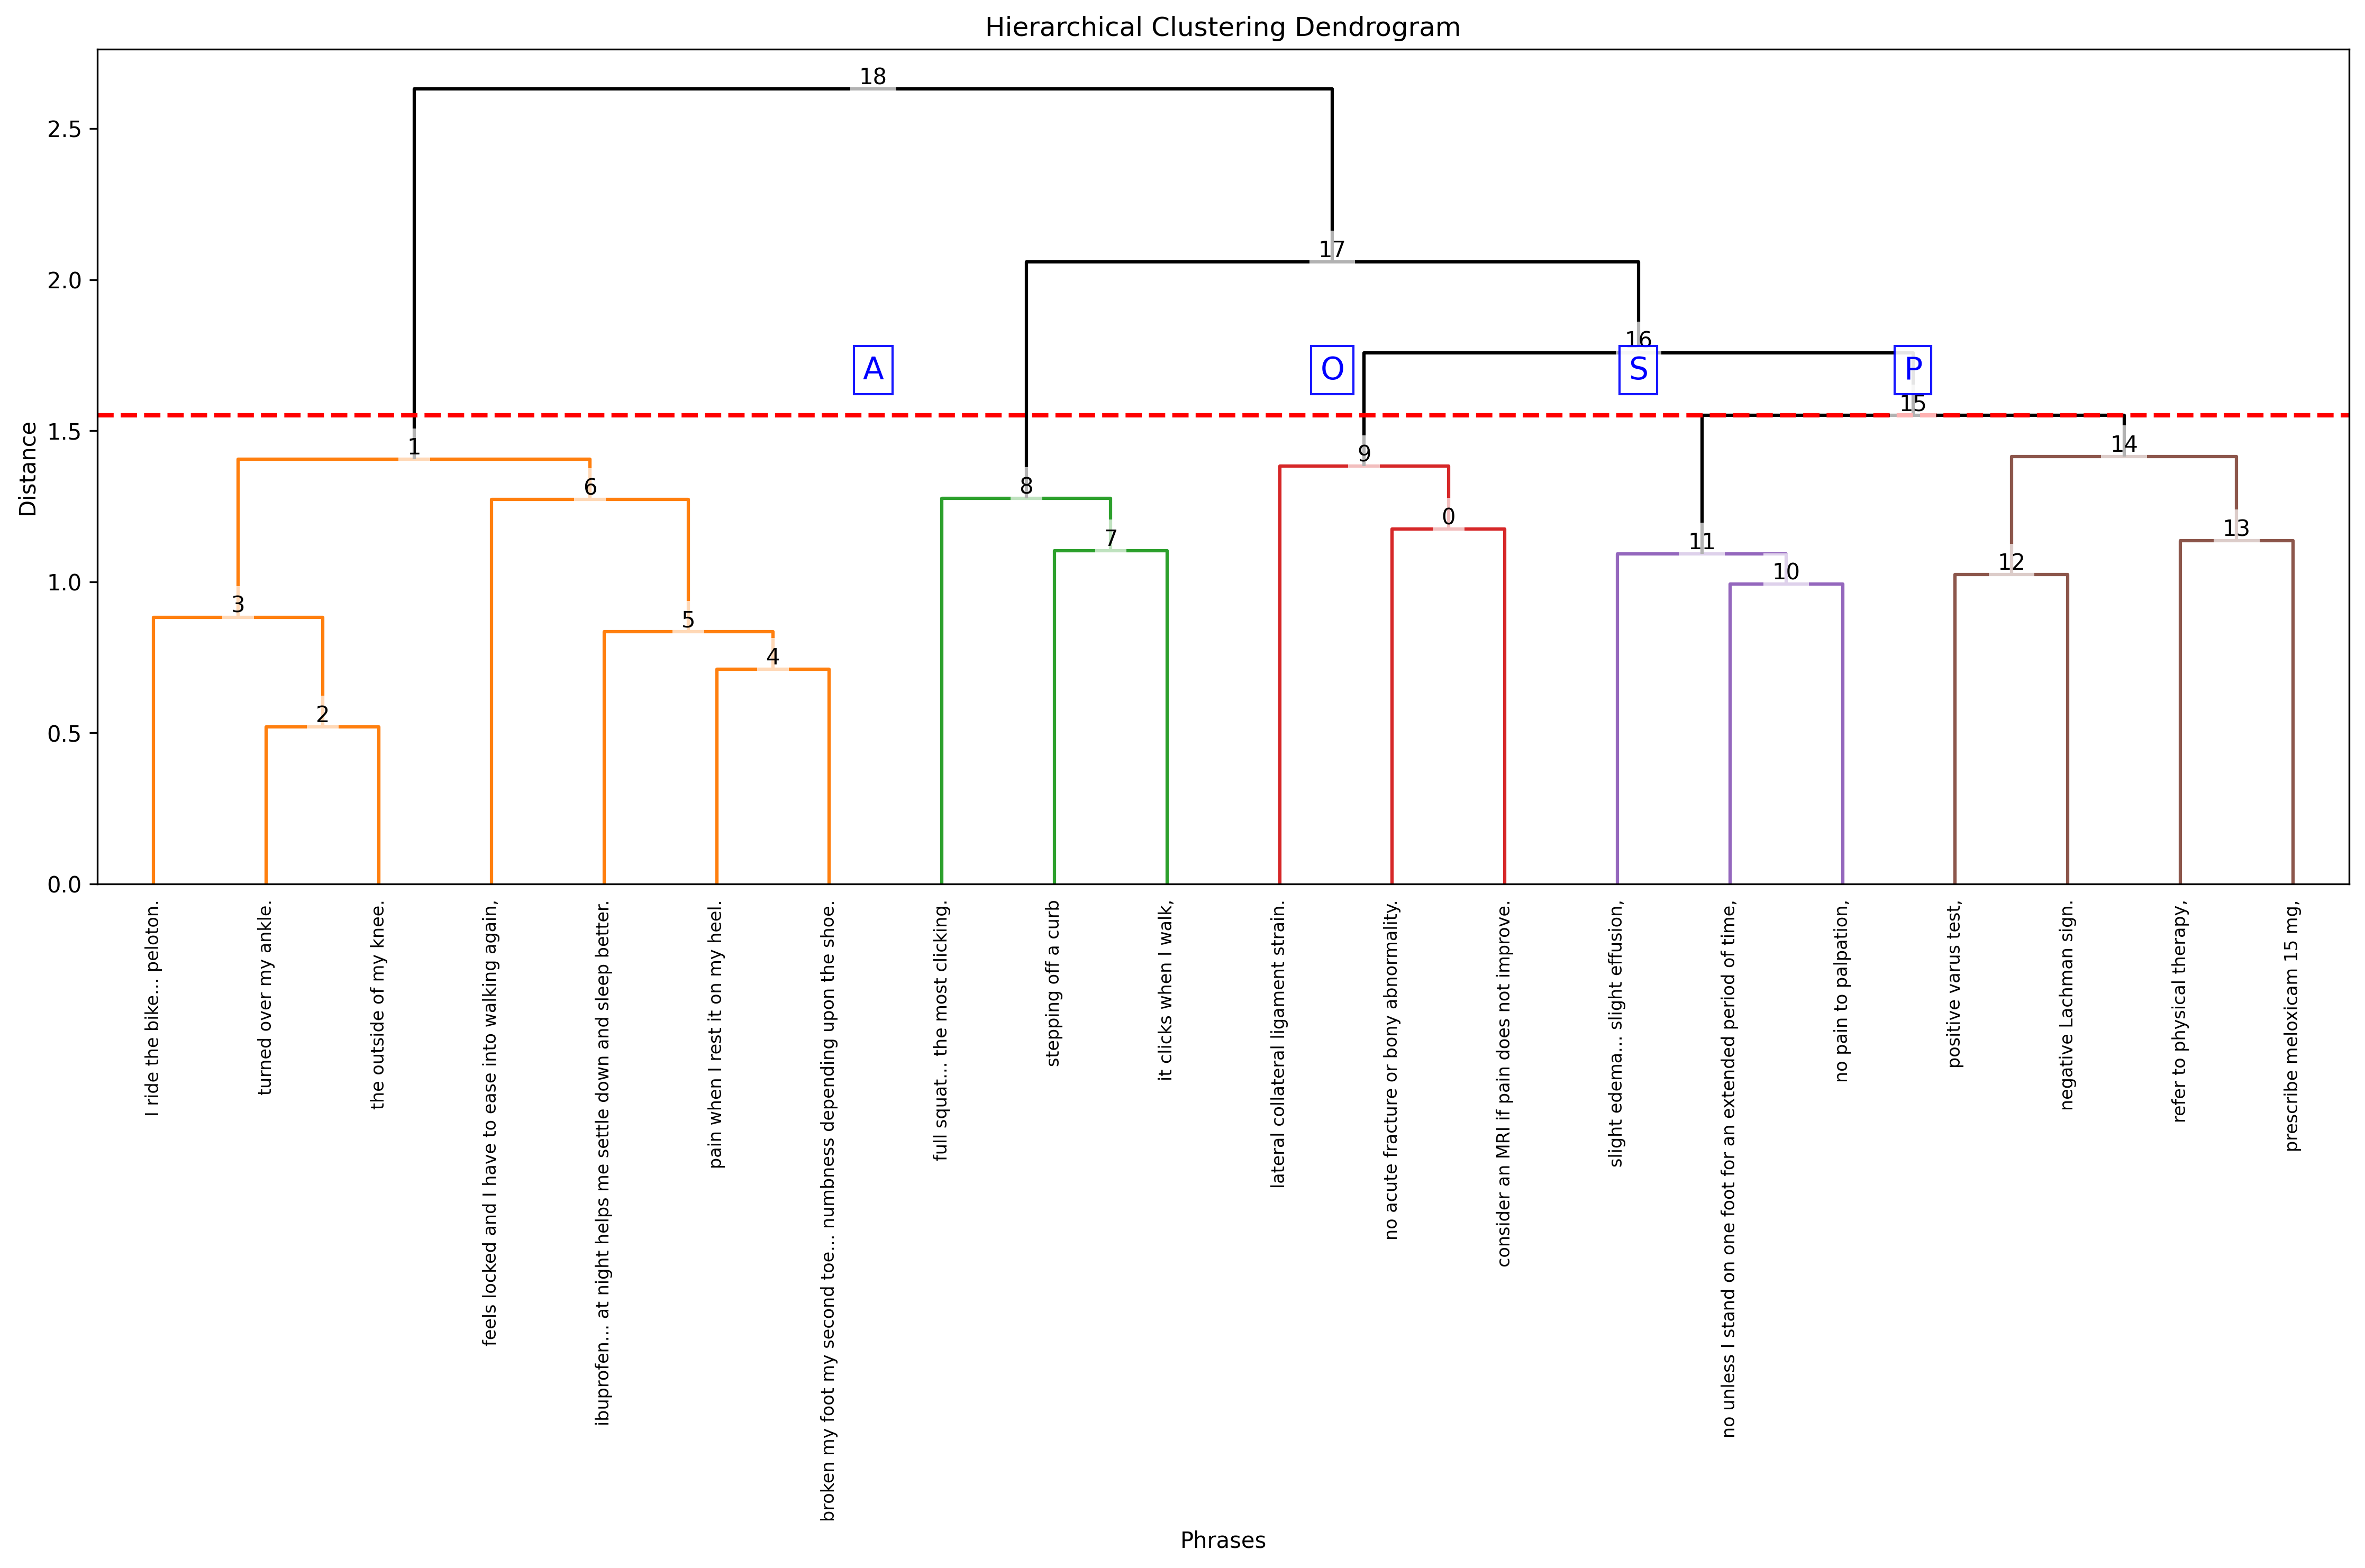 Hierarchical Clustering Dendrogram
18
2.5
17
2.0
16
A
O
S
P
15
1.5
1
14
9
6
8
0
7
13
11
12
10
1.0
3
5
4
2
0.5
0.0
Distance
I ride the bike... peloton.
turned over my ankle.
the outside of my knee.
feels locked and I have to ease into walking again,
ibuprofen... at night helps me settle down and sleep better.
pain when I rest it on my heel.
broken my foot my second toe... numbness depending upon the shoe.
full squat... the most clicking.
stepping off a curb
it clicks when I walk,
lateral collateral ligament strain.
no acute fracture or bony abnormality.
consider an MRI if pain does not improve.
slight edema... slight effusion,
no unless I stand on one foot for an extended period of time,
no pain to palpation,
positive varus test,
negative Lachman sign.
refer to physical therapy,
prescribe meloxicam 15 mg,
Phrases